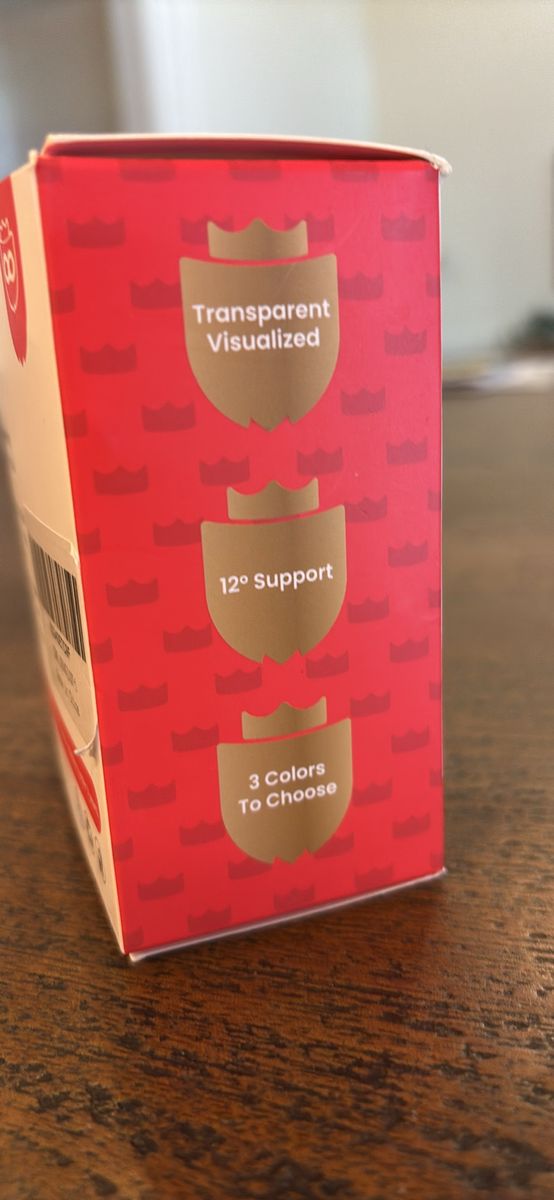 Transparent
Visualized
12° Support
3 Colors
To Choose